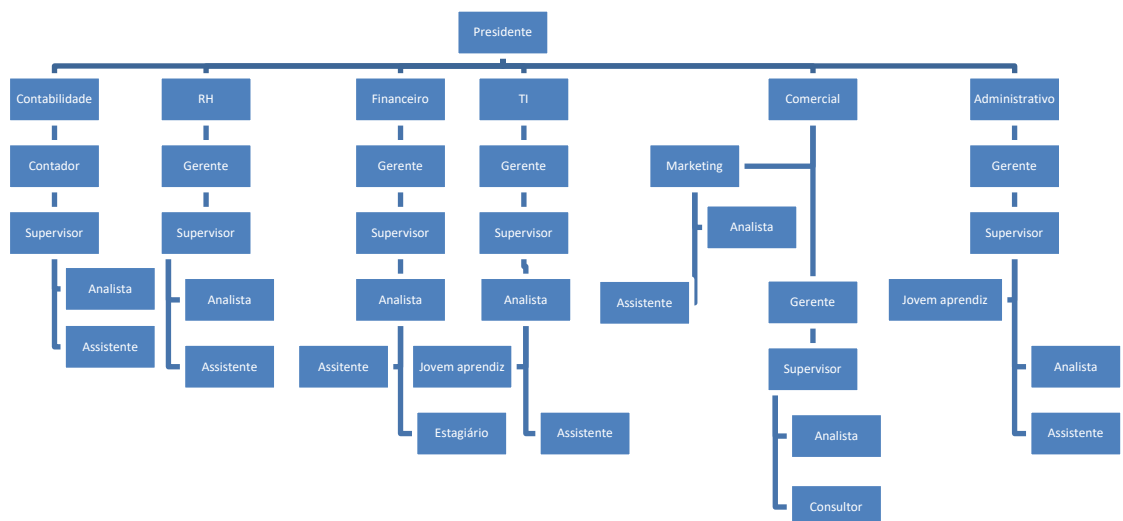 Presidente
Contabilidade
RH
Financeiro
TI
Comercial
Administrativo
Contador
Gerente
Gerente
Gerente
Marketing
Gerente
Supervisor
Supervisor
Supervisor
Supervisor
Analista
Supervisor
Analista
Analista
Analista
Analista
Assistente
Gerente
Jovem aprendiz
Assistente
Assistente
Assitente
Jovem aprendiz
Supervisor
Analista
Estagiário
Assistente
Analista
Assistente
Consultor